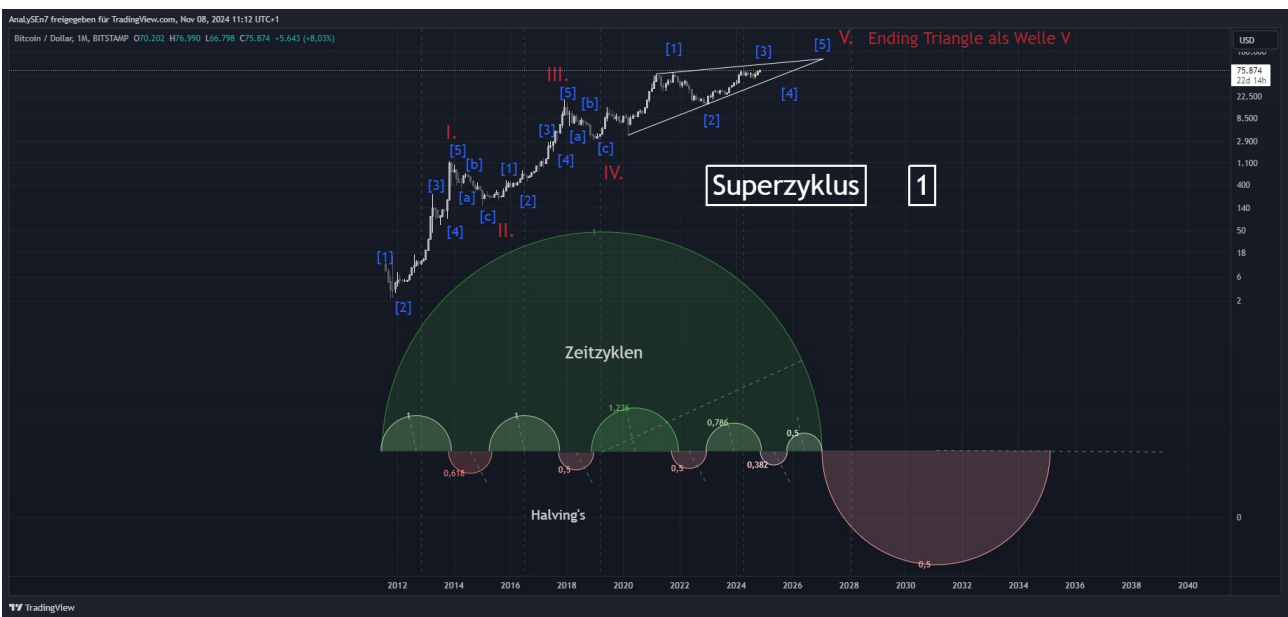 AnalySEn7 freigegeben für TradingView.com, Nov 08, 2024 11:12 UTC+1
Bitcoin / Dollar, 1M, BITSTAMP O70.202 H76.990 L66.798 C75.874 +5.643 (+8,03%)
USD
V. Ending Triangle als Welle V
[5]
[1]
[3]
75.874
22d 14h
III.
[5]
[b]
[4]
22.500
[2]
8.500
I.
[3]
[a]
2.900
[5]
[b]
[1]
[4]
[c]
1.100
IV.
[3]
[a]
[2]
Superzyklus
1
400
[c]
140
[4]
II.
50
[1]
18
6
[2]
2
1
Zeitzyklen
1
1
1,236
0,786
0,5
0,618
0,5
0,5
0,382
Halving's
0
0,5
2012 2014 2016 2018 2020 2022 2024 2026 2028 2030 2032 2034 2036 2038 2040
TradingView